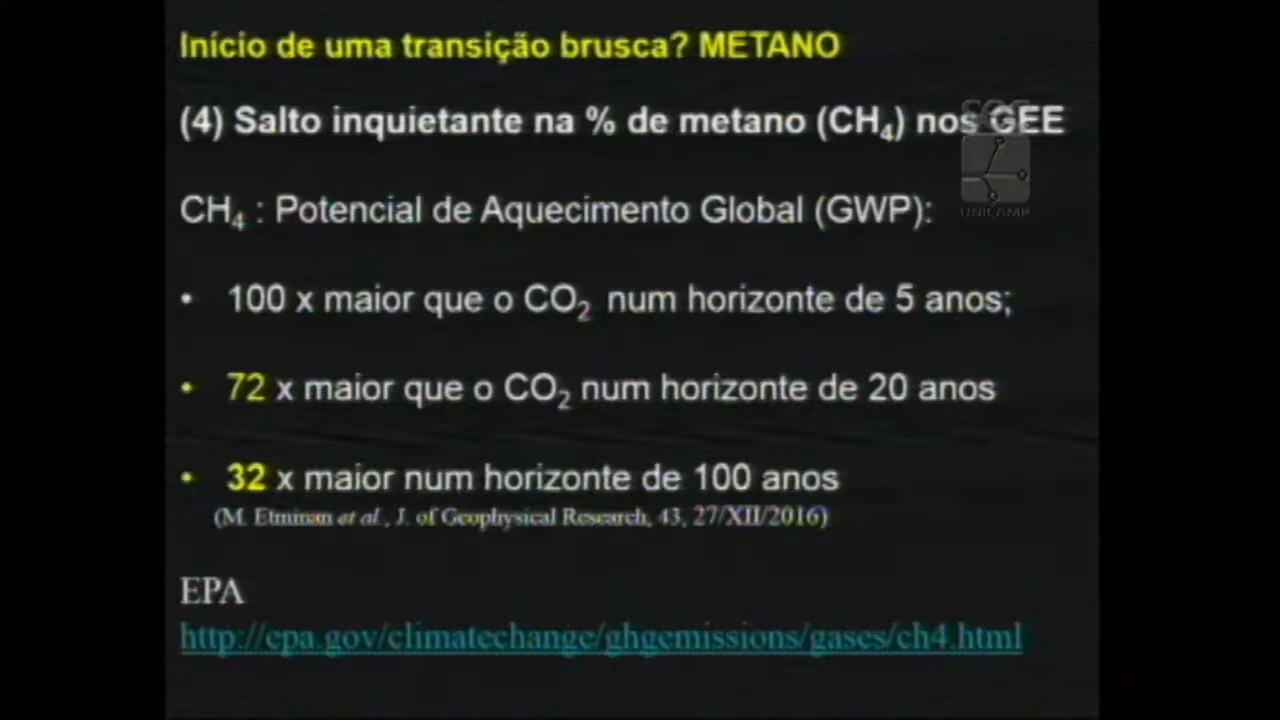 Início de uma transição brusca? METANO
(4) Salto inquietante na % de metano (CH₄) nos GEE
CH₄ : Potencial de Aquecimento Global (GWP):
• 100 x maior que o CO₂ num horizonte de 5 anos;
• 72 x maior que o CO₂ num horizonte de 20 anos
• 32 x maior num horizonte de 100 anos
(M. Etminan et al., J. of Geophysical Research, 43, 27/XII/2016)
EPA
http://epa.gov/climatechange/ghgemissions/gases/ch4.html
UNICAMP